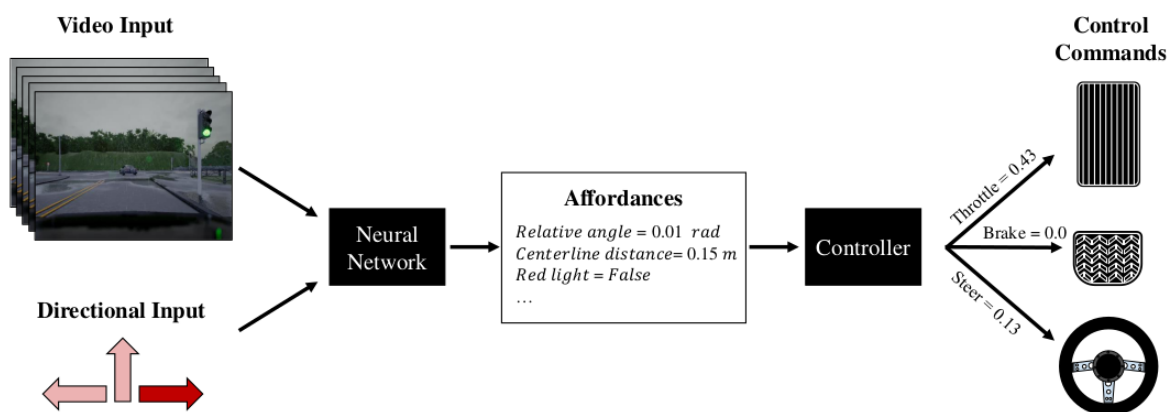 Video Input
Directional Input
Neural
Network
Affordances
Relative angle = 0.01 rad
Centerline distance= 0.15 m
Red light = False
…
Controller
Throttle = 0.43
Brake = 0.0
Steer = 0.13
Control
Commands